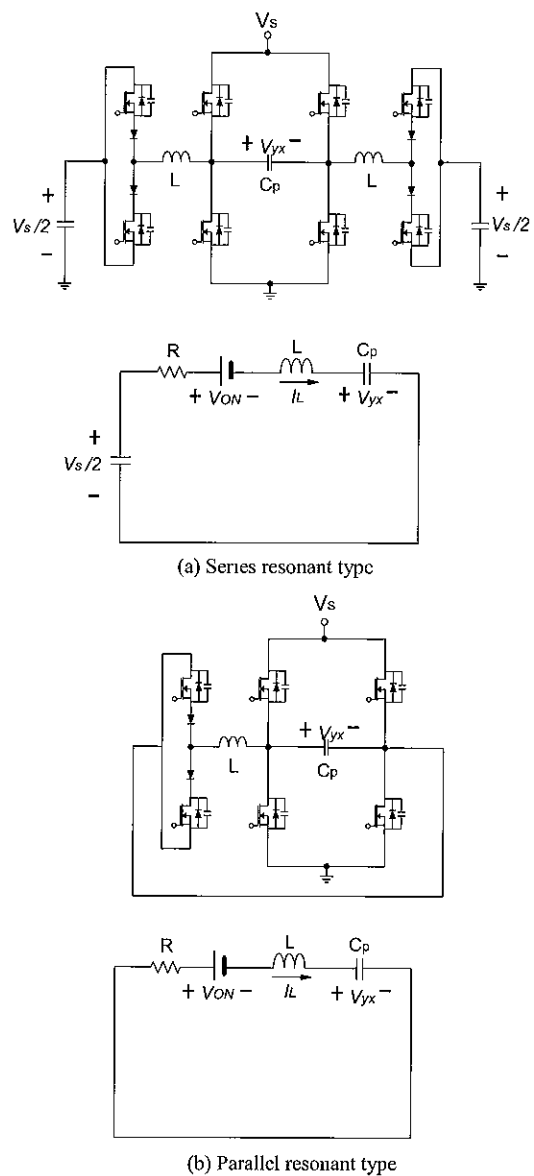 Vs
+ Vyx −
L
Cp
L
+
Vs/2
−
+
Vs/2
−
R
L
Cp
+ VON −
IL
+ Vyx −
+
Vs/2
−
(a) Series resonant type
Vs
+ Vyx −
L
Cp
R
L
Cp
+ VON −
IL
+ Vyx −
(b) Parallel resonant type